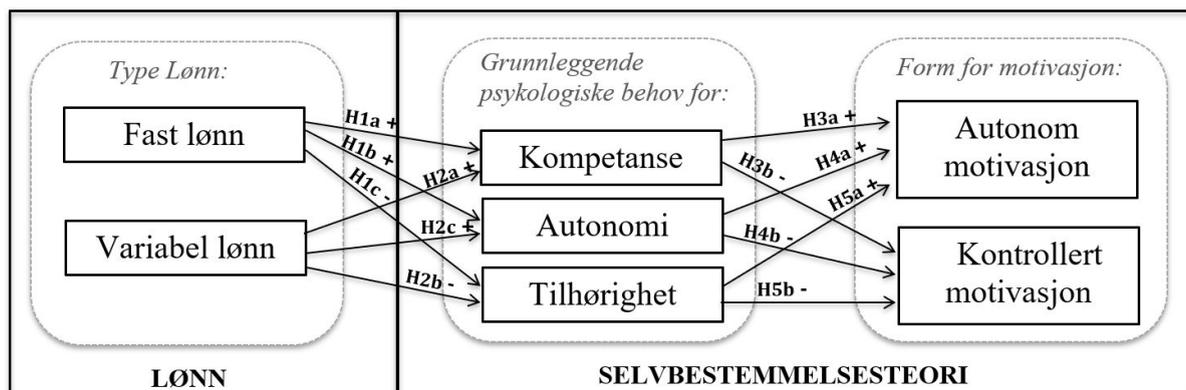 Type Lønn:
Fast lønn
Variabel lønn
LØNN
H1a +
H1b +
H1c -
H2a +
H2c +
H2b -
Grunnleggende
psykologiske behov for:
Kompetanse
Autonomi
Tilhørighet
H3a +
H3b -
H4a +
H5a +
H4b -
H5b -
Form for motivasjon:
Autonom
motivasjon
Kontrollert
motivasjon
SELVBESTEMMELSESTEORI